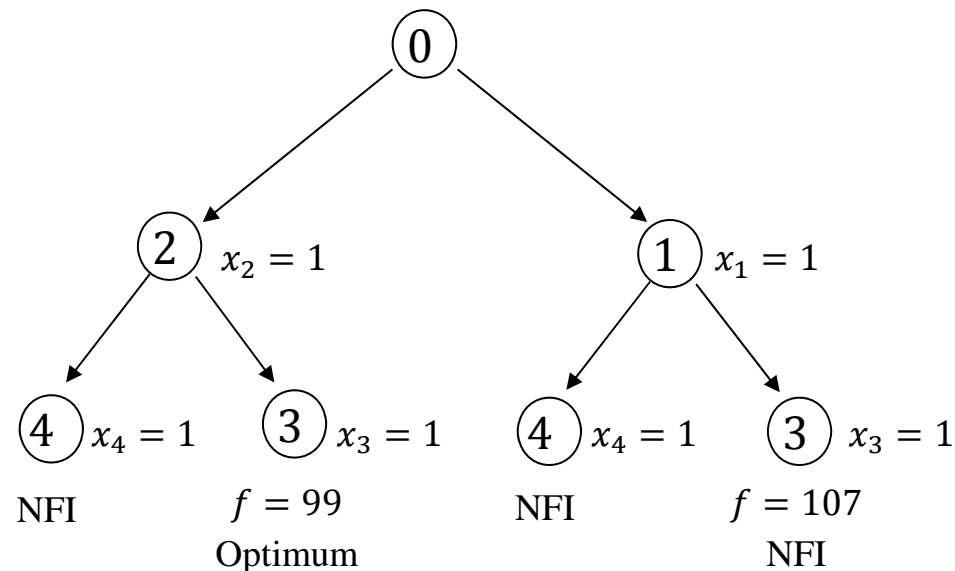 0
2 x₂ = 1
1 x₁ = 1
4 x₄ = 1
3 x₃ = 1
4 x₄ = 1
3 x₃ = 1
NFI
f = 99
NFI
f = 107
Optimum
NFI